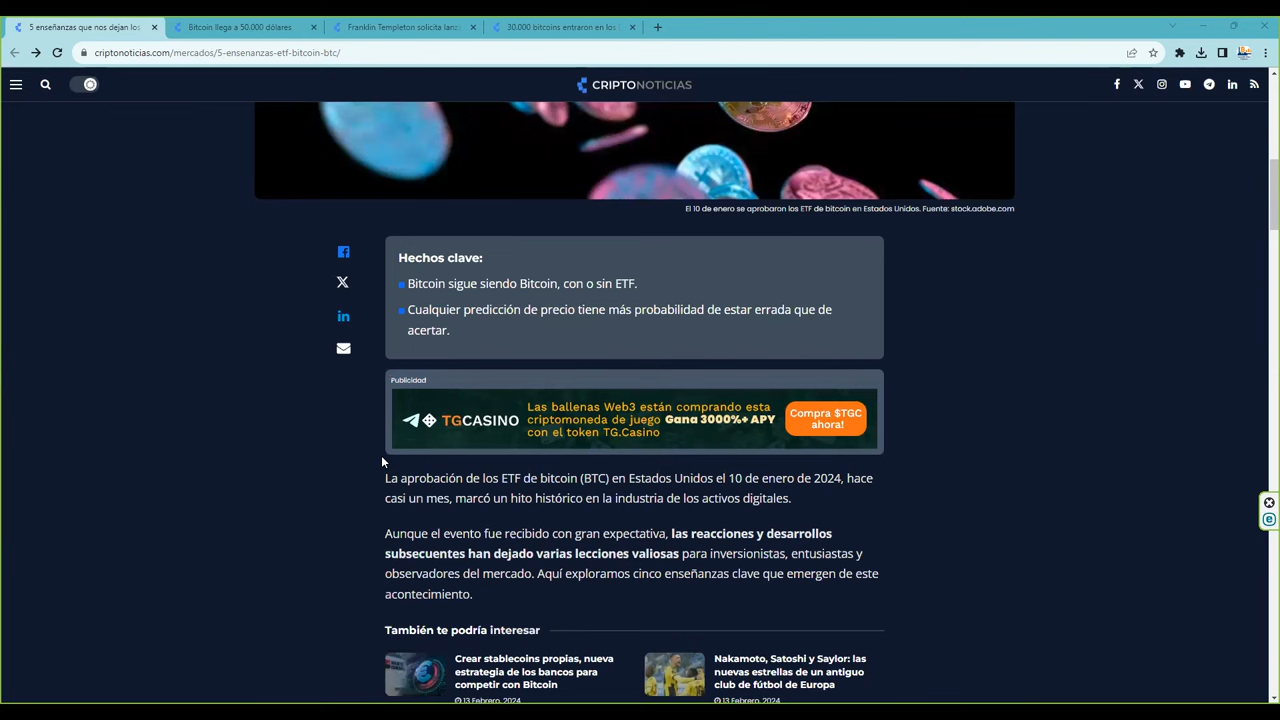 5 enseñanzas que nos dejan los
Bitcoin llega a 50.000 dólares
Franklin Templeton solicita lanz
30.000 bitcoins entraron en los
criptonoticias.com/mercados/5-ensenanzas-etf-bitcoin-btc/
CRIPTONOTICIAS
El 10 de enero se aprobaron los ETF de bitcoin en Estados Unidos. Fuente: stock.adobe.com
Hechos clave:
Bitcoin sigue siendo Bitcoin, con o sin ETF.
Cualquier predicción de precio tiene más probabilidad de estar errada que de
acertar.
Publicidad
TGCASINO
Las ballenas Web3 están comprando esta
criptomoneda de juego Gana 3000%+ APY
con el token TG.Casino
Compra $TGC
ahora!
La aprobación de los ETF de bitcoin (BTC) en Estados Unidos el 10 de enero de 2024, hace
casi un mes, marcó un hito histórico en la industria de los activos digitales.
Aunque el evento fue recibido con gran expectativa, las reacciones y desarrollos
subsecuentes han dejado varias lecciones valiosas para inversionistas, entusiastas y
observadores del mercado. Aquí exploramos cinco enseñanzas clave que emergen de este
acontecimiento.
También te podría interesar
Crear stablecoins propias, nueva
estrategia de los bancos para
competir con Bitcoin
13 Febrero, 2024
Nakamoto, Satoshi y Saylor: las
nuevas estrellas de un antiguo
club de fútbol de Europa
13 Febrero, 2024